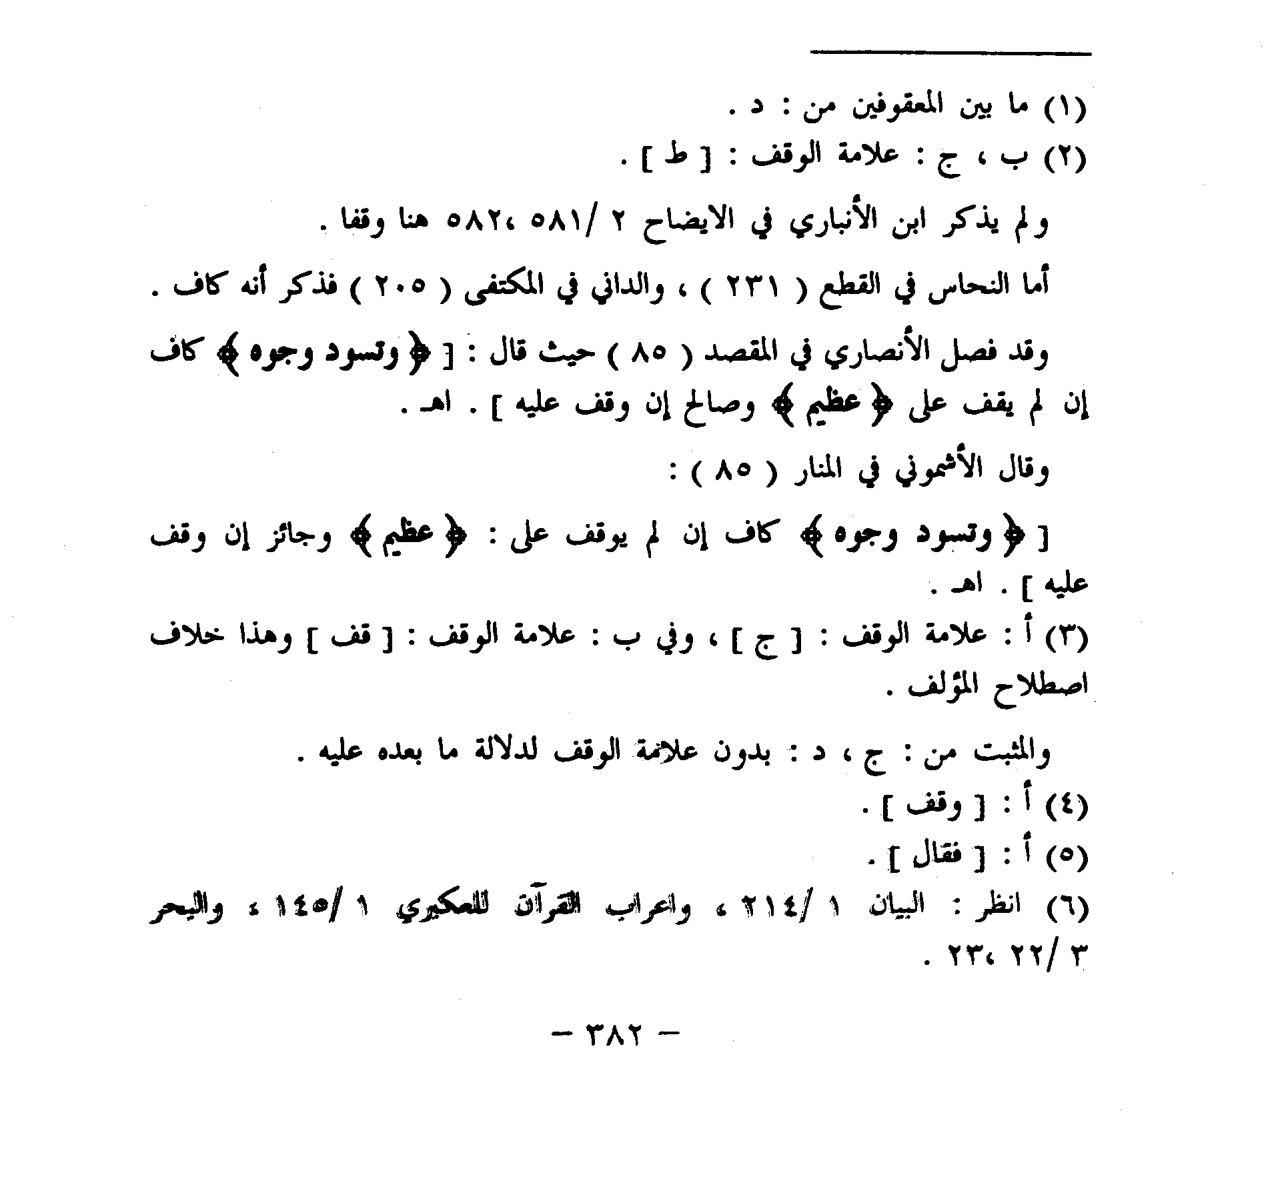 (١) ما بين المعقوفين من : د .
(٢) ب ، ج : علامة الوقف : [ ط ] .
ولم يذكر ابن الأنباري في الايضاح ٢ /٥٨١ ،٥٨٢ هنا وقفا .
أما النحاس في القطع ( ٢٣١ ) ، والداني في المكتفى ( ٢٠٥ ) فذكر أنه كاف .
وقد فصل الأنصاري في المقصد ( ٨٥ ) حيث قال : [ ﴿ وتسود وجوه ﴾ كاف
إن لم يقف على ﴿ عظيم ﴾ وصالح إن وقف عليه ] . اهـ .
وقال الأشموني في المنار ( ٨٥ ) :
[ ﴿ وتسود وجوه ﴾ كاف إن لم يوقف على : ﴿ عظيم ﴾ وجائز إن وقف
عليه ] . اهـ .
(٣) أ : علامة الوقف : [ ج ] ، وفي ب : علامة الوقف : [ قف ] وهذا خلاف
اصطلاح المؤلف .
والمثبت من : ج ، د : بدون علامة الوقف لدلالة ما بعده عليه .
(٤) أ : [ وقف ] .
(٥) أ : [ فقال ] .
(٦) انظر : البيان ١ /٢١٤ ، واعراب القرآن للعكبري ١ /١٤٥ ، والبحر
٣ /٢٢ ،٢٣ .
– ٣٨٢ –